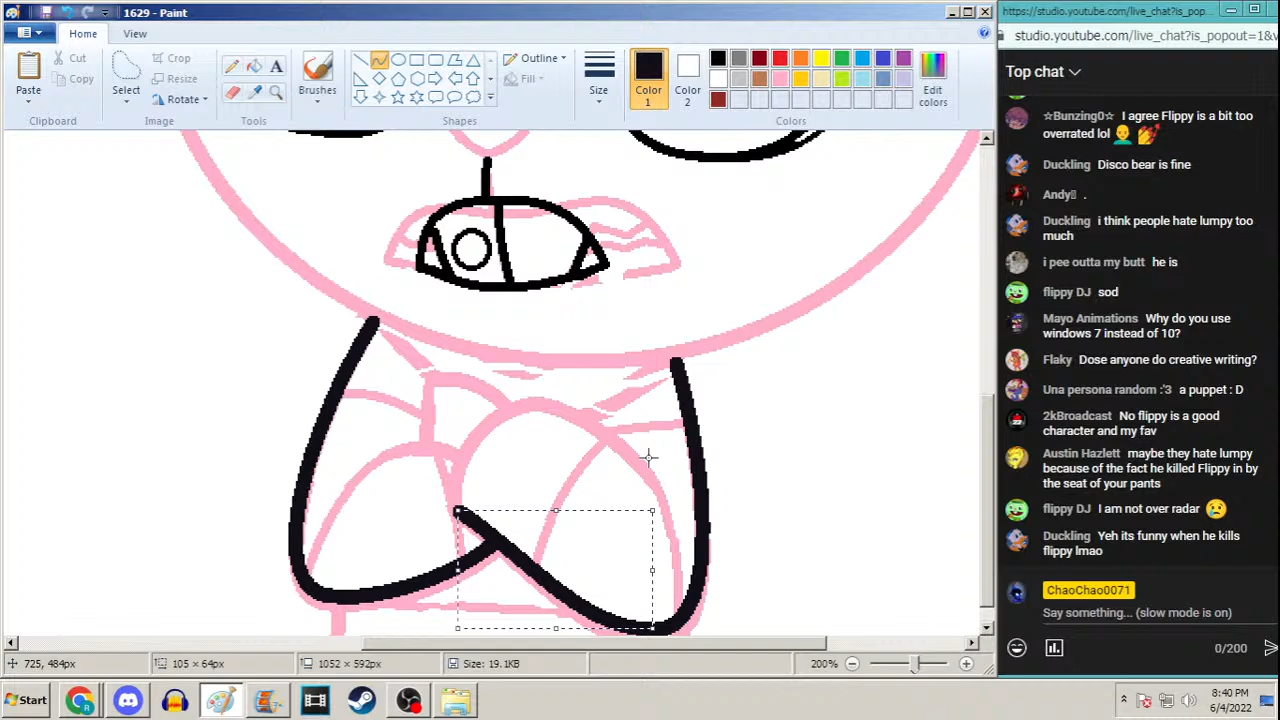 1629 - Paint
https://studio.youtube.com/live_chat?is_pop...
studio.youtube.com/live_chat?is_popout=1&v
Home
View
Paste
Cut
Copy
Clipboard
Select
Crop
Resize
Rotate
Image
Tools
Brushes
Outline
Fill
Shapes
Size
Color
1
Color
2
Edit
colors
Colors
Top chat
☆Bunzing0☆ I agree Flippy is a bit too
overrated lol
Duckling Disco bear is fine
Andy .
Duckling i think people hate lumpy too
much
i pee outta my butt he is
flippy DJ sod
Mayo Animations Why do you use
windows 7 instead of 10?
Flaky Dose anyone do creative writing?
Una persona random :'3 a puppet : D
2kBroadcast No flippy is a good
character and my fav
Austin Hazlett maybe they hate lumpy
because of the fact he killed Flippy in by
the seat of your pants
flippy DJ I am not over radar 😢
Duckling Yeh its funny when he kills
flippy lmao
ChaoChao0071
Say something... (slow mode is on)
0/200
725, 484px
105 × 64px
1052 × 592px
Size: 19.1KB
200%
Start
8:40 PM
6/4/2022